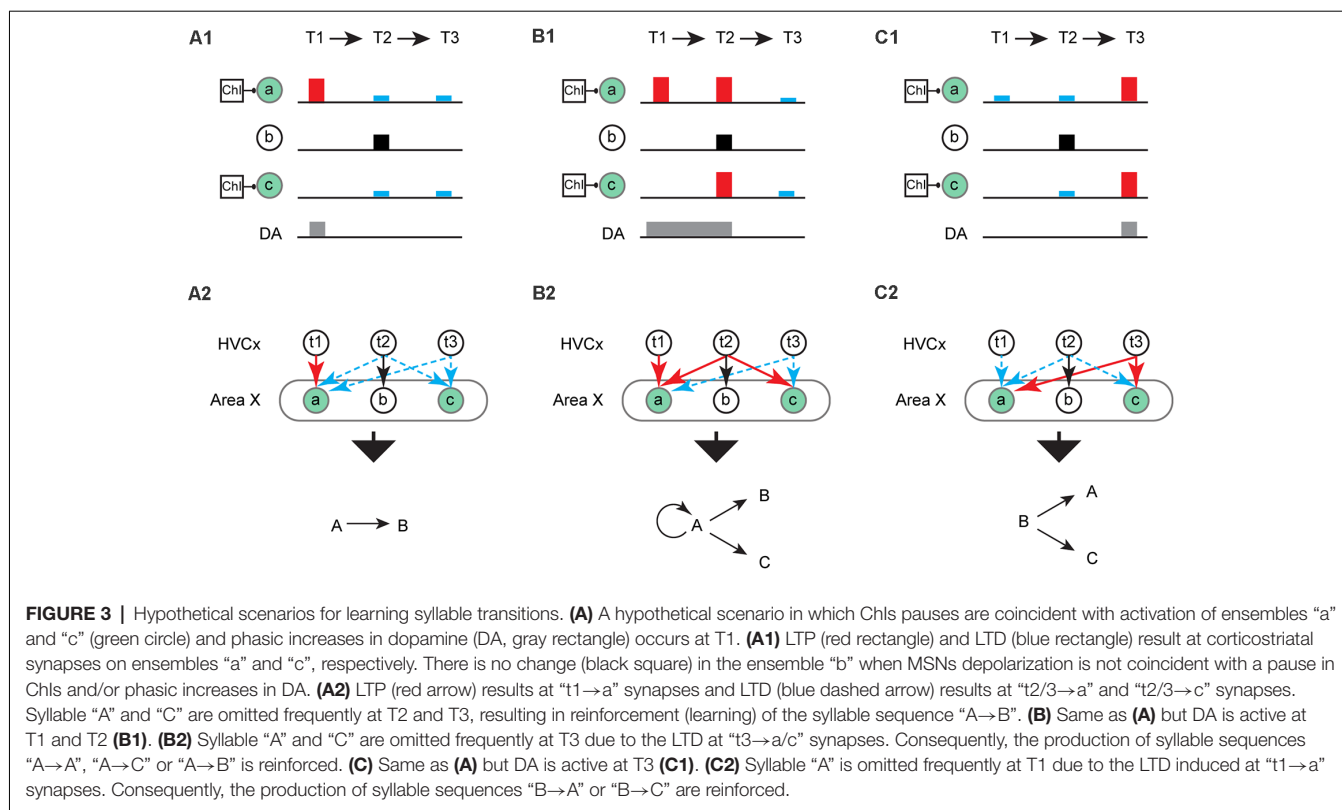 A1
T1 T2 T3
ChI a
b
ChI c
DA
B1
T1 T2 T3
ChI a
b
ChI c
DA
C1
T1 T2 T3
ChI a
b
ChI c
DA
A2
HVCx t1 t2 t3
Area X a b c
A B
B2
HVCx t1 t2 t3
Area X a b c
B
A
C
C2
HVCx t1 t2 t3
Area X a b c
A
B
C
FIGURE 3 | Hypothetical scenarios for learning syllable transitions. (A) A hypothetical scenario in which ChIs pauses are coincident with activation of ensembles “a”
and “c” (green circle) and phasic increases in dopamine (DA, gray rectangle) occurs at T1. (A1) LTP (red rectangle) and LTD (blue rectangle) result at corticostriatal
synapses on ensembles “a” and “c”, respectively. There is no change (black square) in the ensemble “b” when MSNs depolarization is not coincident with a pause in
ChIs and/or phasic increases in DA. (A2) LTP (red arrow) results at “t1→a” synapses and LTD (blue dashed arrow) results at “t2/3→a” and “t2/3→c” synapses.
Syllable “A” and “C” are omitted frequently at T2 and T3, resulting in reinforcement (learning) of the syllable sequence “A→B”. (B) Same as (A) but DA is active at
T1 and T2 (B1). (B2) Syllable “A” and “C” are omitted frequently at T3 due to the LTD at “t3→a/c” synapses. Consequently, the production of syllable sequences
“A→A”, “A→C” or “A→B” is reinforced. (C) Same as (A) but DA is active at T3 (C1). (C2) Syllable “A” is omitted frequently at T1 due to the LTD induced at “t1→a”
synapses. Consequently, the production of syllable sequences “B→A” or “B→C” are reinforced.